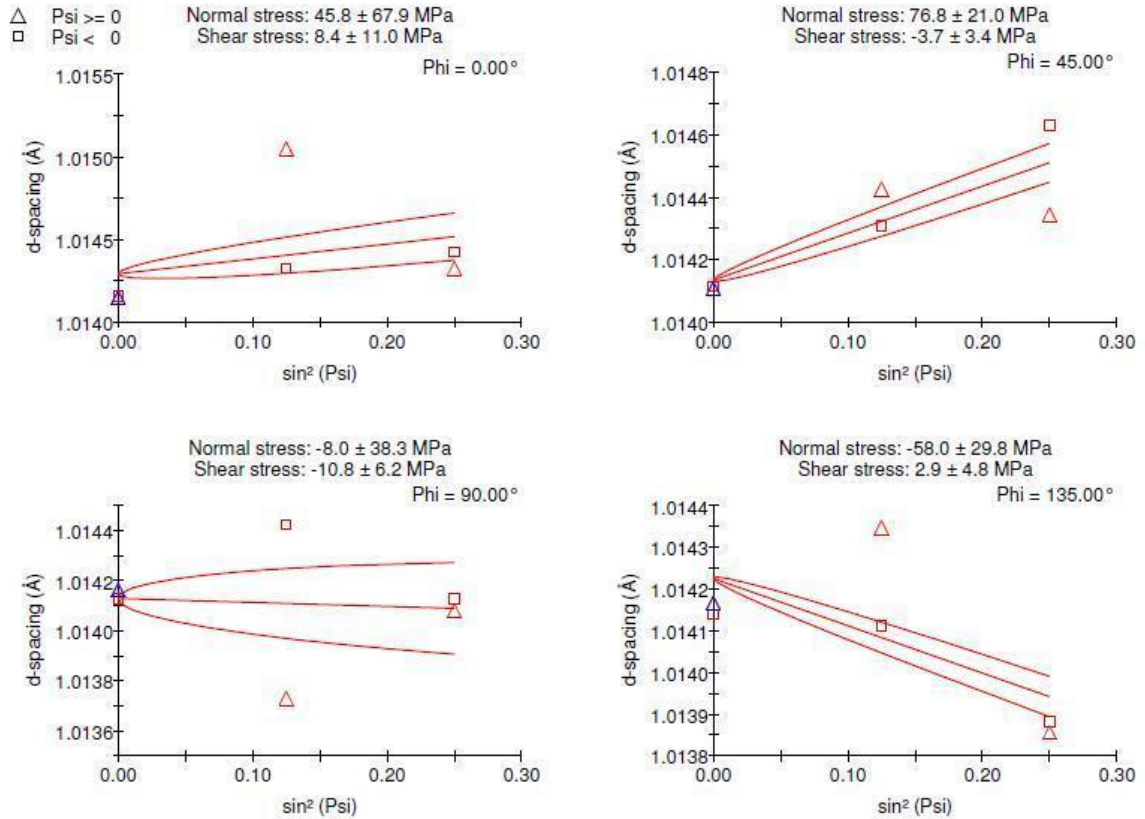 △ Psi >= 0
□ Psi < 0
Normal stress: 45.8 ± 67.9 MPa
Shear stress: 8.4 ± 11.0 MPa
Phi = 0.00°
d-spacing (Å)
1.0155
1.0150
1.0145
1.0140
0.00 0.10 0.20 0.30
sin² (Psi)
Normal stress: 76.8 ± 21.0 MPa
Shear stress: -3.7 ± 3.4 MPa
Phi = 45.00°
d-spacing (Å)
1.0148
1.0146
1.0144
1.0142
1.0140
0.00 0.10 0.20 0.30
sin² (Psi)
Normal stress: -8.0 ± 38.3 MPa
Shear stress: -10.8 ± 6.2 MPa
Phi = 90.00°
d-spacing (Å)
1.0144
1.0142
1.0140
1.0138
1.0136
0.00 0.10 0.20 0.30
sin² (Psi)
Normal stress: -58.0 ± 29.8 MPa
Shear stress: 2.9 ± 4.8 MPa
Phi = 135.00°
d-spacing (Å)
1.0144
1.0143
1.0142
1.0141
1.0140
1.0139
1.0138
0.00 0.10 0.20 0.30
sin² (Psi)